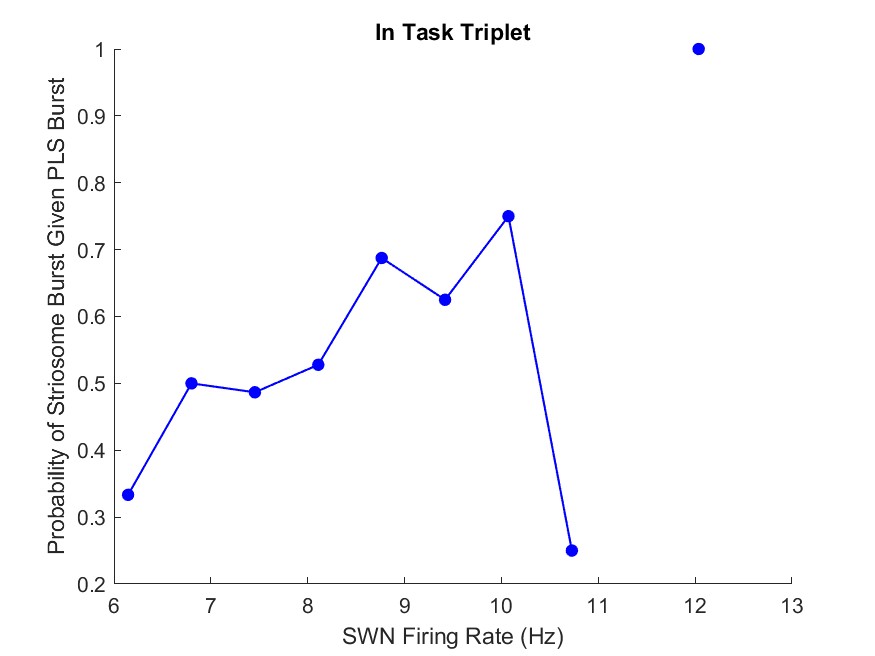 In Task Triplet
Probability of Striosome Burst Given PLS Burst
1
0.9
0.8
0.7
0.6
0.5
0.4
0.3
0.2
6 7 8 9 10 11 12 13
SWN Firing Rate (Hz)